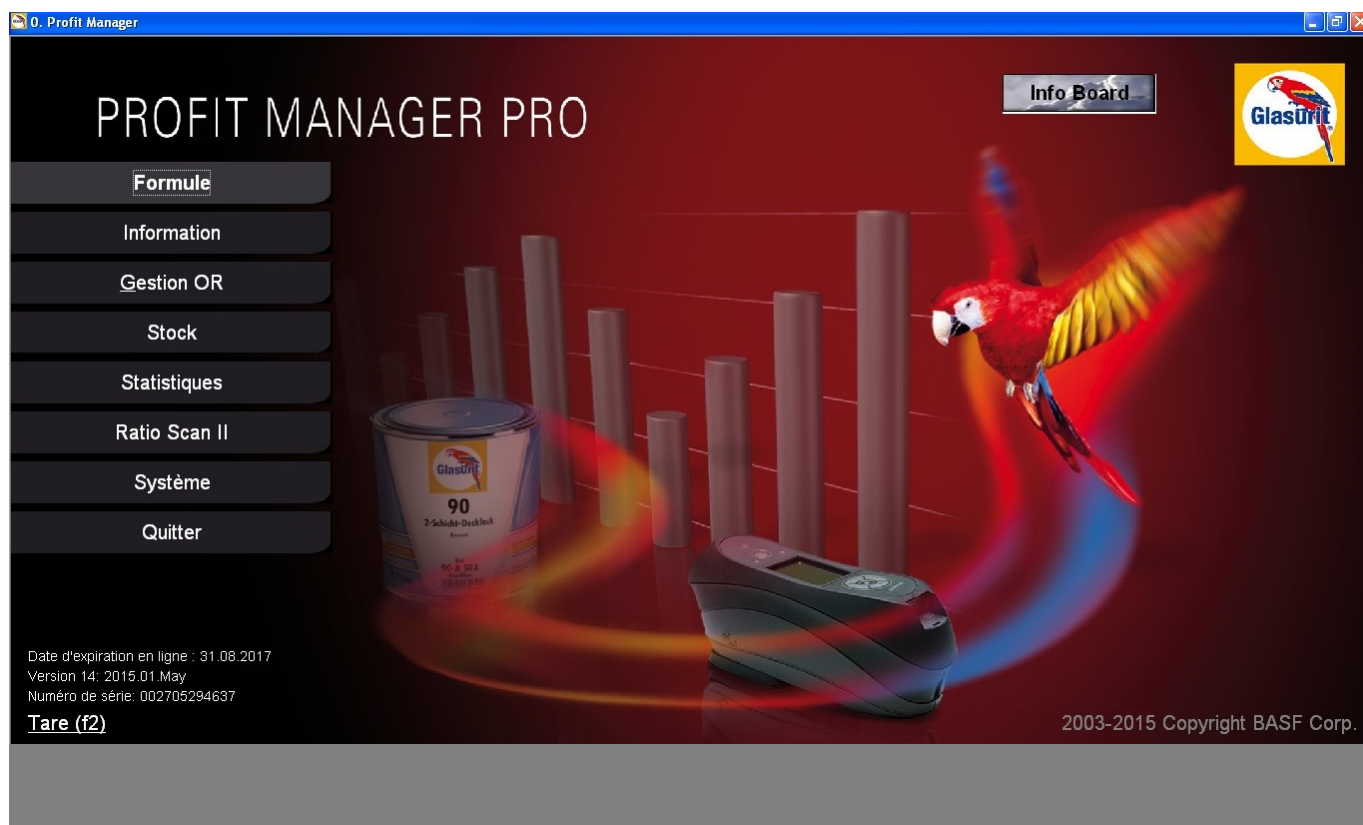 0. Profit Manager
PROFIT MANAGER PRO
Info Board
Glasurit
Formule
Information
Gestion OR
Stock
Statistiques
Ratio Scan II
Système
Quitter
Glasurit
90
2-Schicht-Decklack
90-A 503
Date d'expiration en ligne : 31.08.2017
Version 14: 2015.01.May
Numéro de série: 002705294637
Tare (f2)
2003-2015 Copyright BASF Corp.